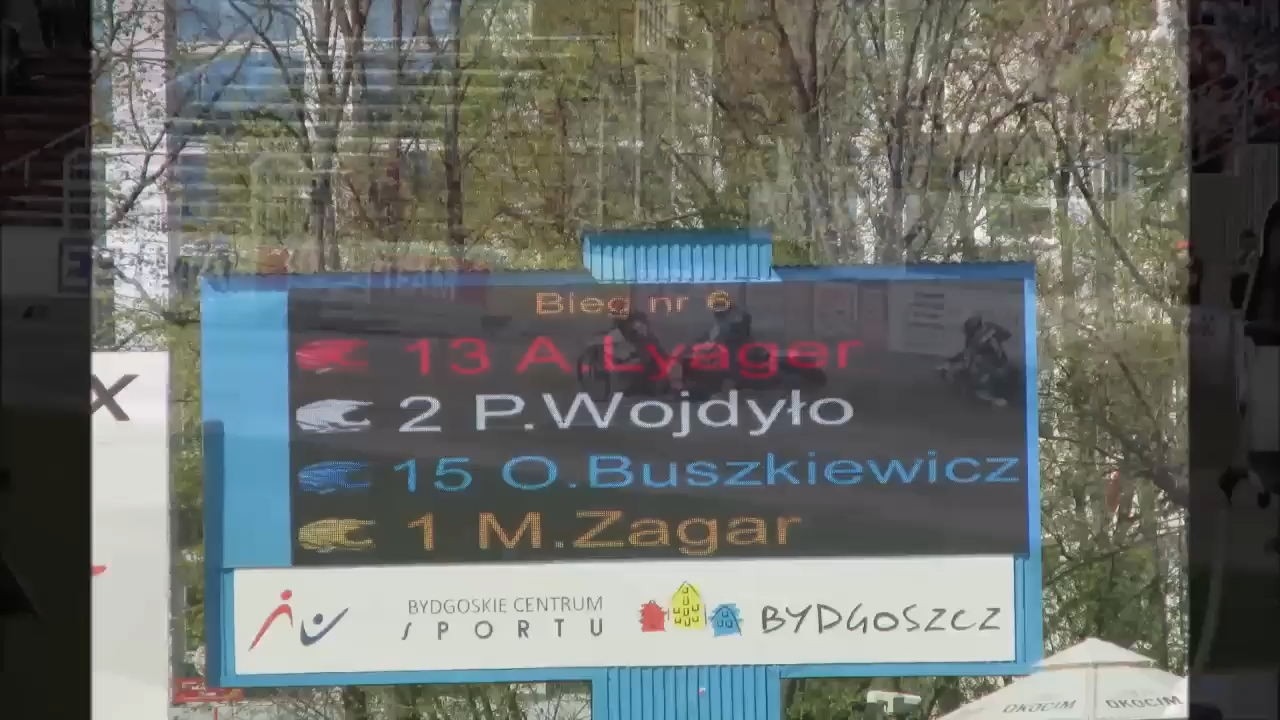 Bieg nr 6
13 A.Lyager
2 P.Wojdyło
15 O.Buszkiewicz
1 M.Zagar
X
BYDGOSKIE CENTRUM
SPORTU
BYDGOSZCZ
OKOCIM OKOCIM